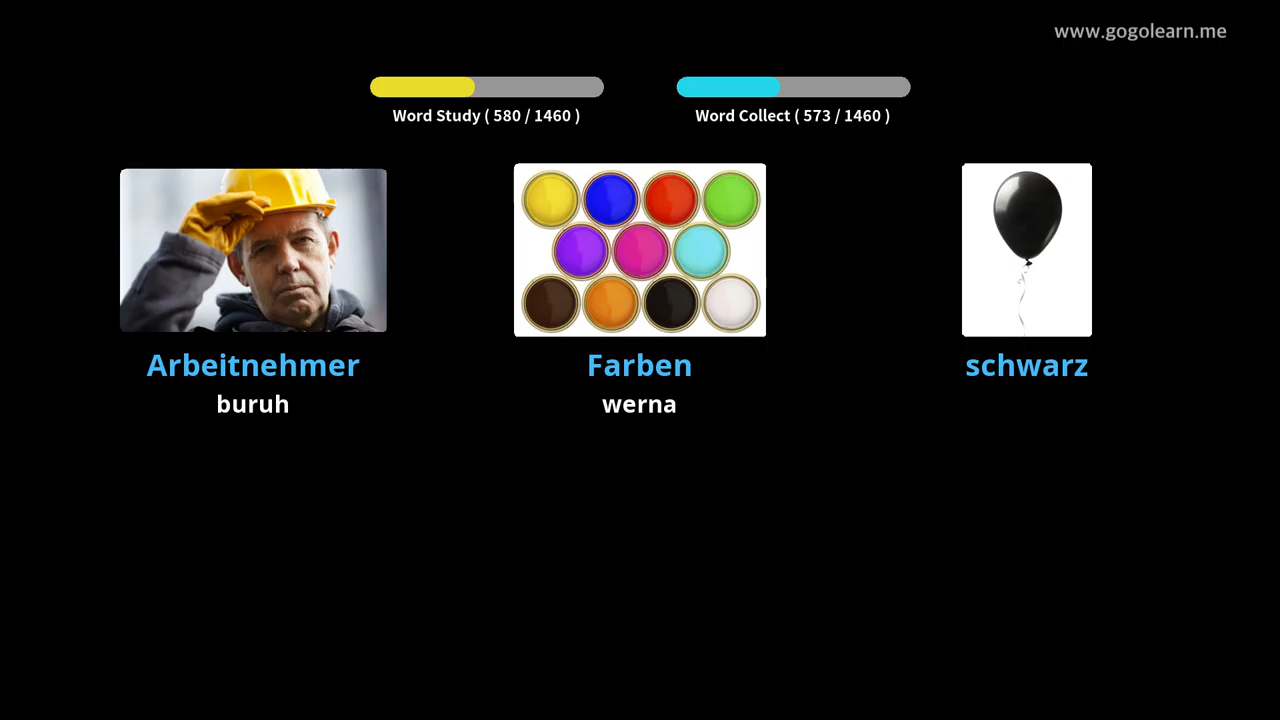 www.gogolearn.me
Word Study ( 580 / 1460 )
Word Collect ( 573 / 1460 )
Arbeitnehmer
buruh
Farben
werna
schwarz